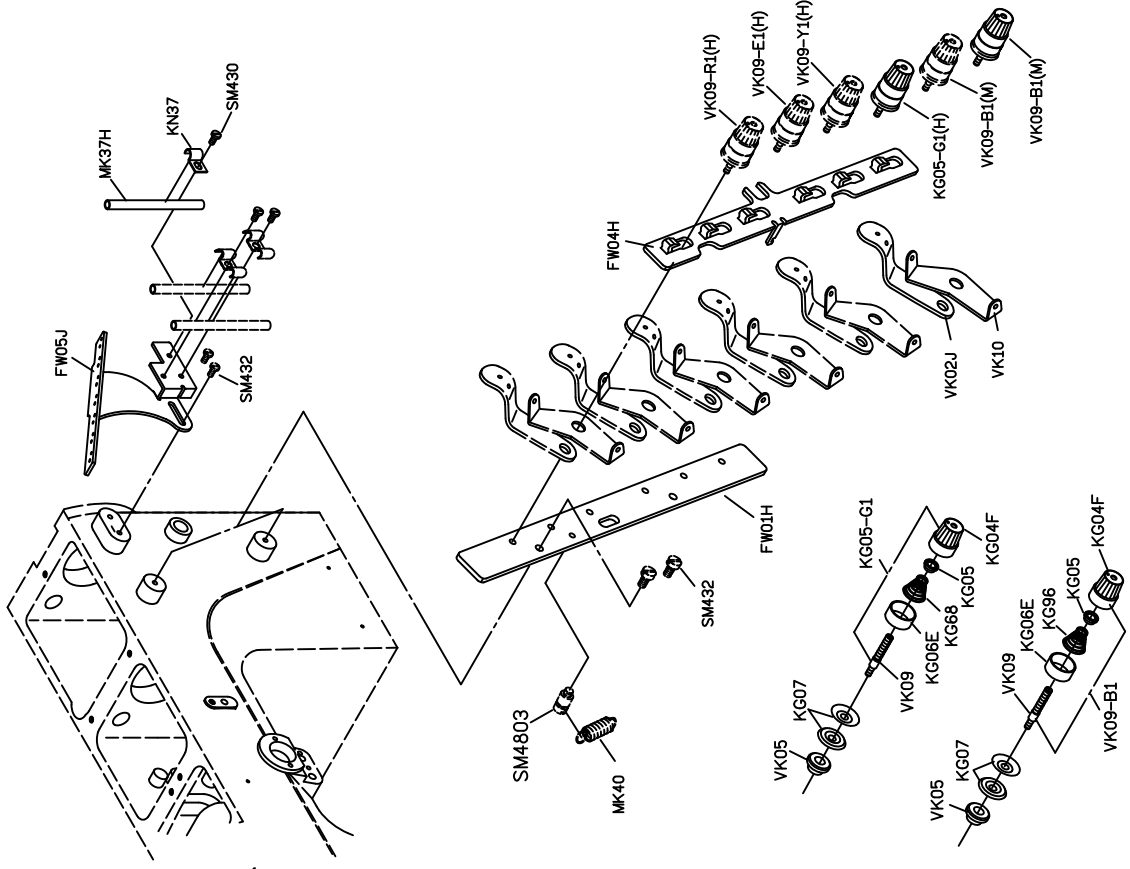 MK37H
KN37
SM430
FW05J
SM432
VK09-R1(H)
VK09-E1(H)
VK09-Y1(H)
KG05-G1(H)
VK09-B1(M)
VK09-B1(M)
FW04H
VK02J
VK10
FW01H
SM432
SM4803
MK40
KG05-G1
KG04F
KG05
KG68
KG06E
VK09
KG07
VK05
KG04F
KG05
KG96
KG06E
VK09
VK09-B1
KG07
VK05